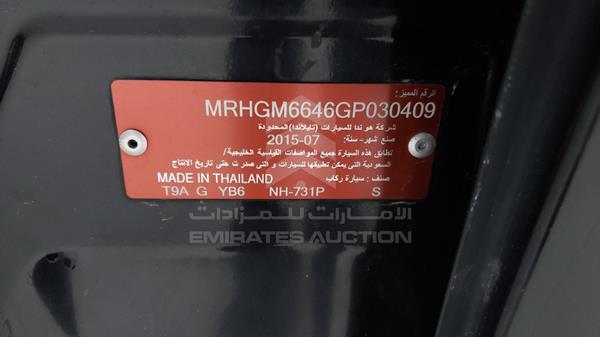 الرقم المميز:
MRHGM6646GP030409
شركة هوندا للسيارات (تايلاندا) المحدودة
صنع شهر- سنة: 07-2015
تطابق هذه السيارة جميع المواصفات القياسية الخليجية/
السعودية التى يمكن تطبيقها للسيارات و التى صدرت حتى تاريخ الانتاج
صنف : سيارة ركاب MADE IN THAILAND
T9A G YB6 NH-731P S
الامارات للمزادات
EMIRATES AUCTION